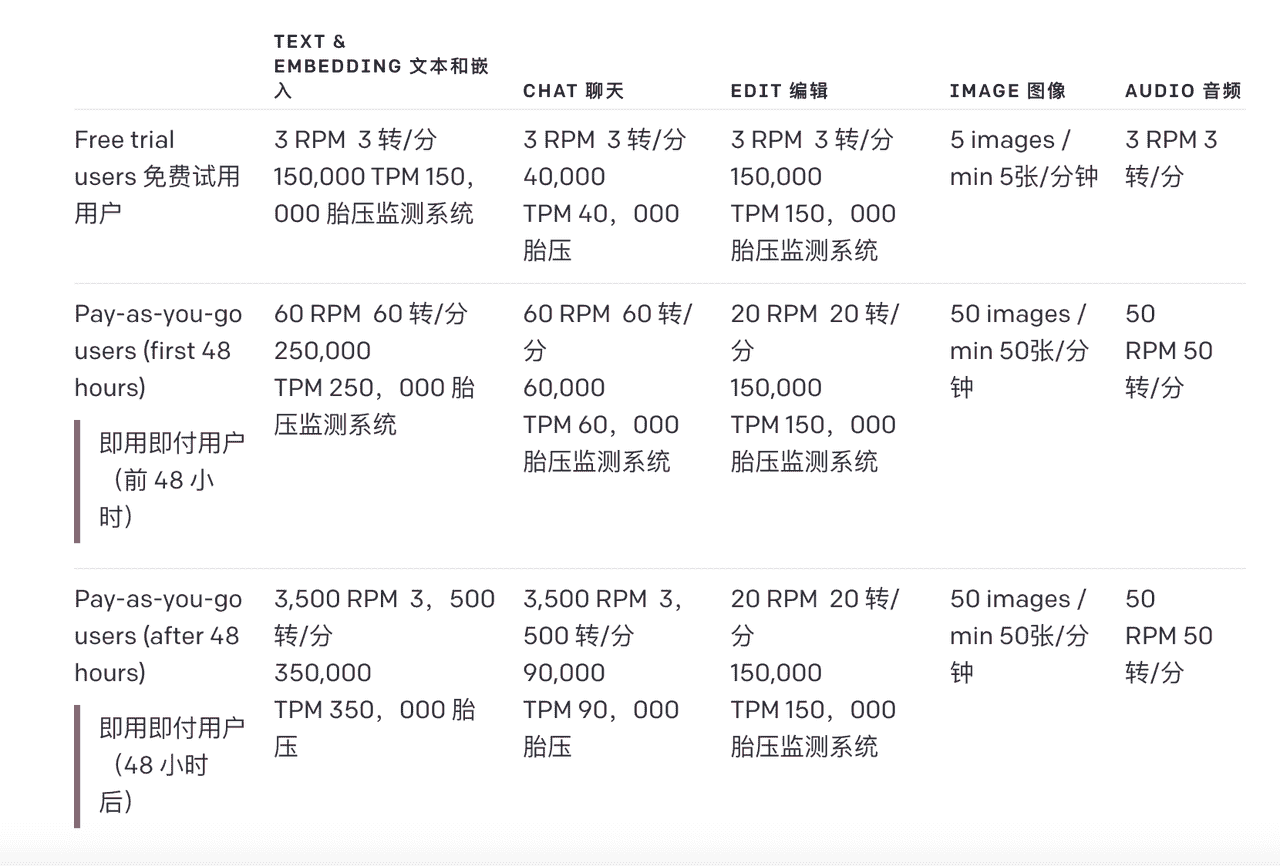 TEXT &
EMBEDDING 文本和嵌
入
CHAT 聊天
EDIT 编辑
IMAGE 图像
AUDIO 音频
Free trial
users 免费试用
用户
3 RPM  3 转/分
150,000 TPM 150，
000 胎压监测系统
3 RPM  3 转/分
40,000
TPM 40，000
胎压
3 RPM  3 转/分
150,000
TPM 150，000
胎压监测系统
5 images /
min 5张/分钟
3 RPM 3
转/分
Pay-as-you-go
users (first 48
hours)
即用即付用户
（前 48 小
时）
60 RPM  60 转/分
250,000
TPM 250，000 胎
压监测系统
60 RPM  60 转/
分
60,000
TPM 60，000
胎压监测系统
20 RPM  20 转/
分
150,000
TPM 150，000
胎压监测系统
50 images /
min 50张/分
钟
50
RPM 50
转/分
Pay-as-you-go
users (after 48
hours)
即用即付用户
（48 小时
后）
3,500 RPM  3，500
转/分
350,000
TPM 350，000 胎
压
3,500 RPM  3，
500 转/分
90,000
TPM 90，000
胎压
20 RPM  20 转/
分
150,000
TPM 150，000
胎压监测系统
50 images /
min 50张/分
钟
50
RPM 50
转/分